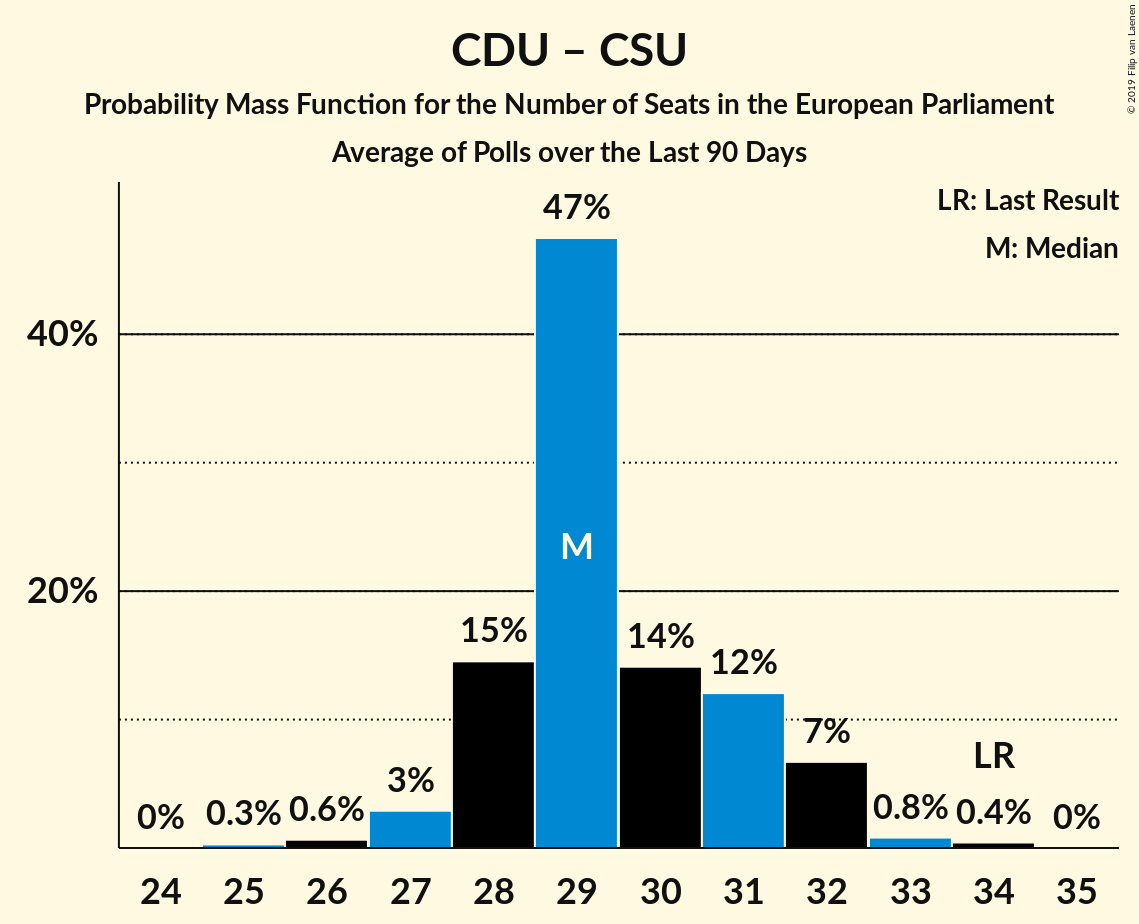 CDU – CSU
Probability Mass Function for the Number of Seats in the European Parliament
Average of Polls over the Last 90 Days
© 2019 Filip van Laenen
LR: Last Result
M: Median
40%
20%
0%
0.3%
0.6%
3%
15%
47%
M
14%
12%
7%
0.8%
LR
0.4%
0%
24 25 26 27 28 29 30 31 32 33 34 35